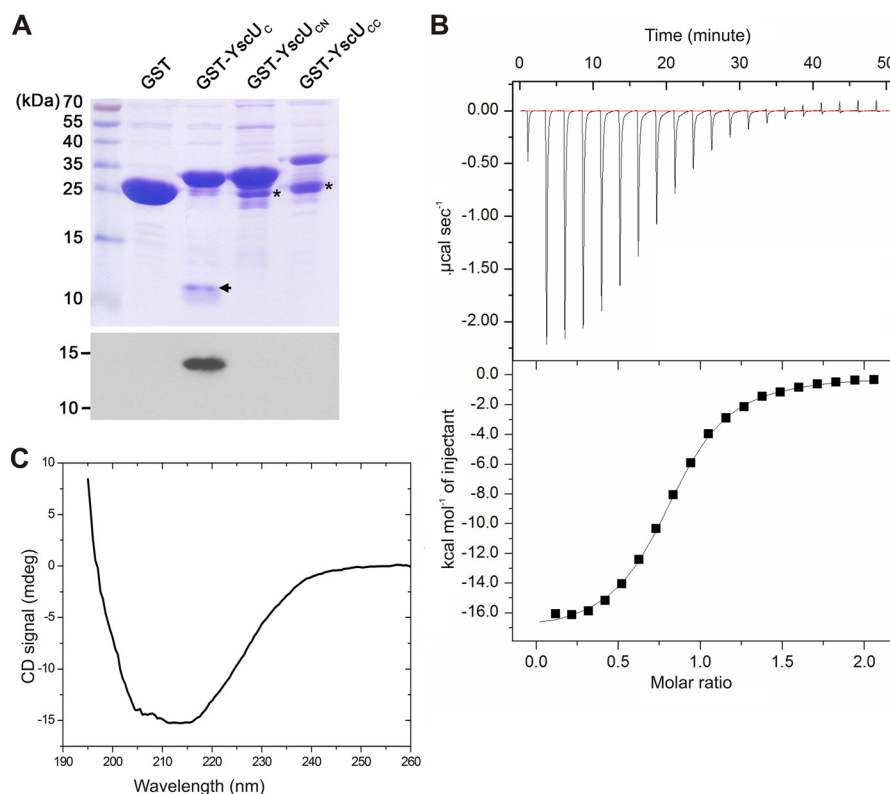 A
GST
GST-YscU_C
GST-YscU_CN
GST-YscU_CC
(kDa)
70
55
40
35
25
15
10
*
*
15
10
B
Time (minute)
0 10 20 30 40 50
0.00
-0.50
-1.00
-1.50
-2.00
.µcal sec⁻¹
0.0
-2.0
-4.0
-6.0
-8.0
-10.0
-12.0
-14.0
-16.0
kcal mol⁻¹ of injectant
0.0 0.5 1.0 1.5 2.0
Molar ratio
C
10
5
0
-5
-10
-15
CD signal (mdeg)
190 200 210 220 230 240 250 260
Wavelength (nm)